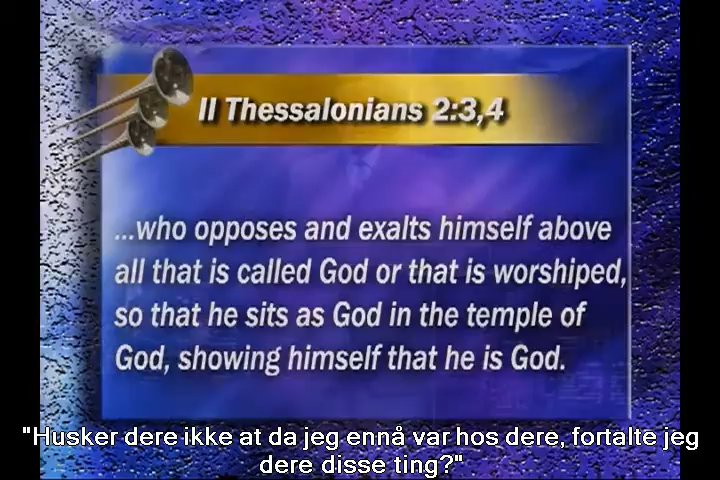 II Thessalonians 2:3,4
...who opposes and exalts himself above
all that is called God or that is worshiped,
so that he sits as God in the temple of
God, showing himself that he is God.
"Husker dere ikke at da jeg ennå var hos dere, fortalte jeg
dere disse ting?"